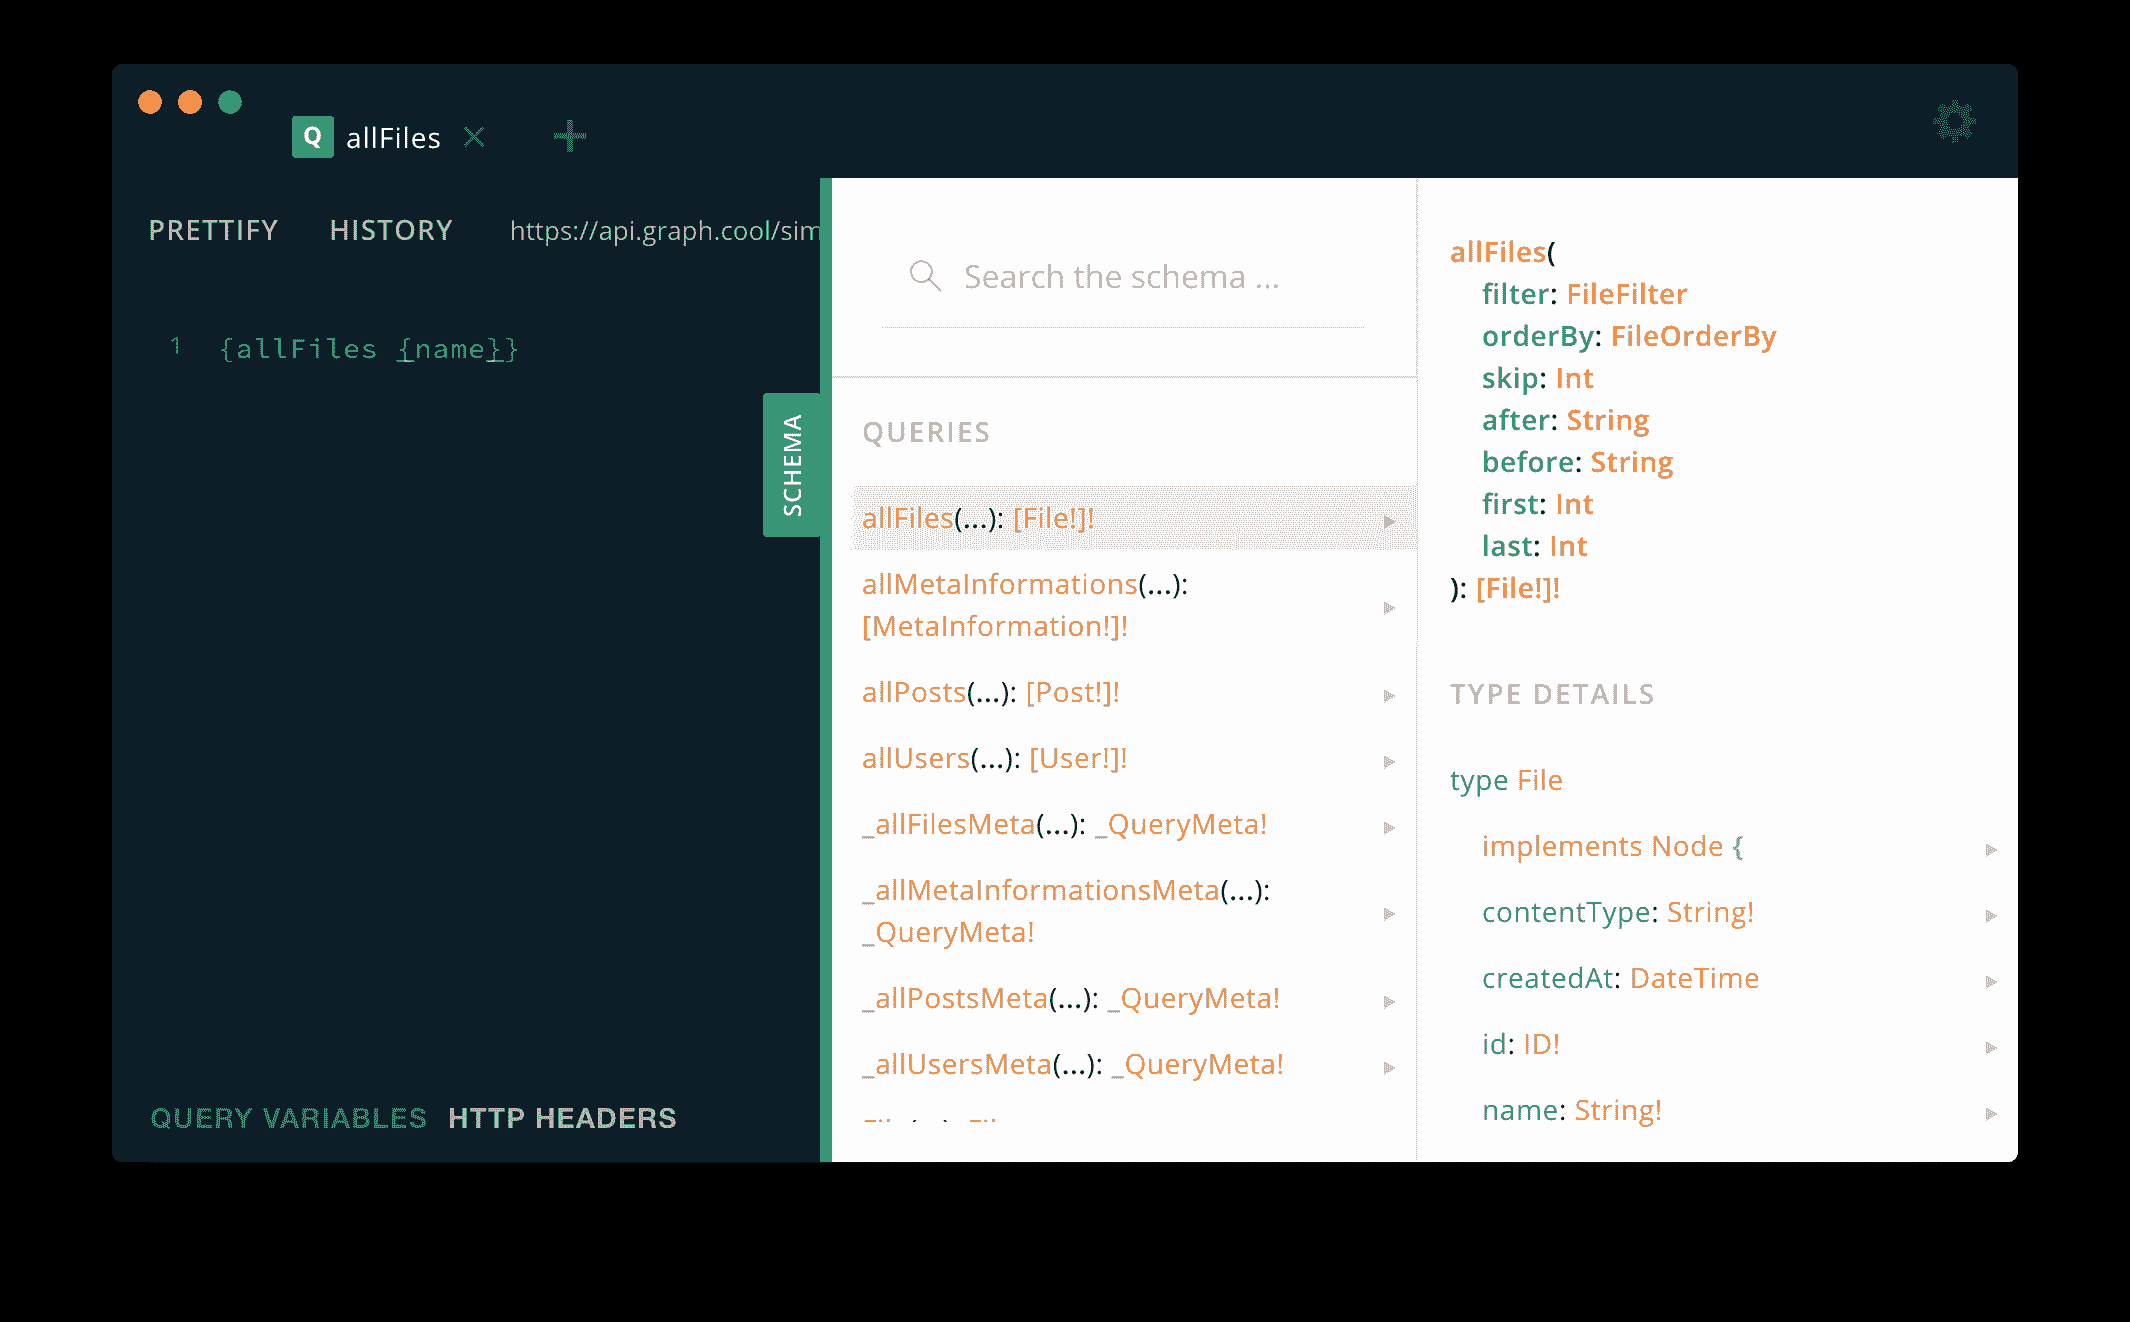 Q allFiles
PRETTIFY HISTORY https://api.graph.cool/sim
1 {allFiles {name}}
QUERY VARIABLES HTTP HEADERS
SCHEMA
Search the schema ...
QUERIES
allFiles(...): [File!]!
allMetaInformations(...):
[MetaInformation!]!
allPosts(...): [Post!]!
allUsers(...): [User!]!
_allFilesMeta(...): _QueryMeta!
_allMetaInformationsMeta(...):
_QueryMeta!
_allPostsMeta(...): _QueryMeta!
_allUsersMeta(...): _QueryMeta!
allFiles(
filter: FileFilter
orderBy: FileOrderBy
skip: Int
after: String
before: String
first: Int
last: Int
): [File!]!
TYPE DETAILS
type File
implements Node {
contentType: String!
createdAt: DateTime
id: ID!
name: String!